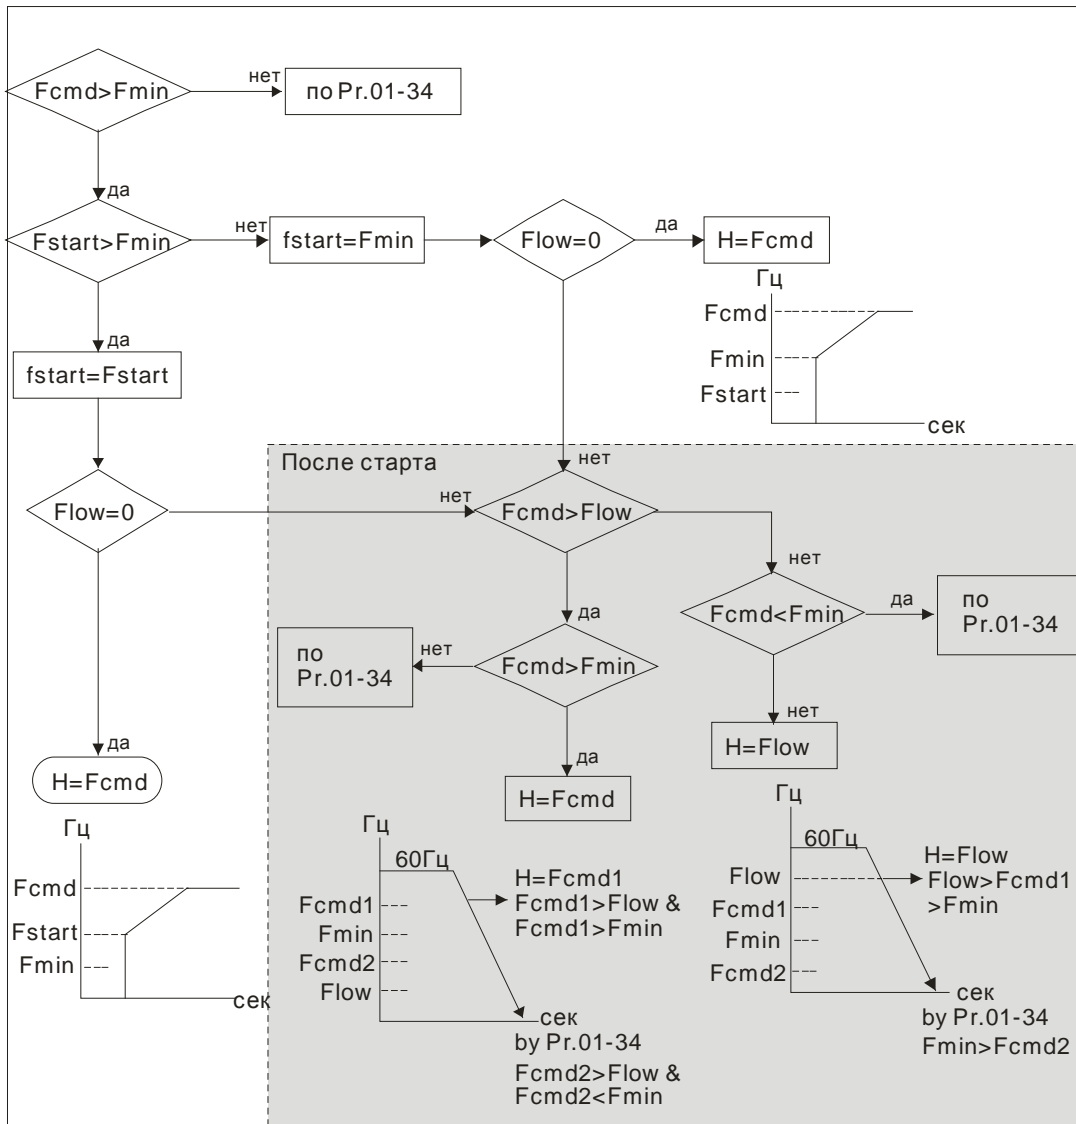 Fcmd>Fmin
нет
по Pr.01-34
да
Fstart>Fmin
нет
fstart=Fmin
Flow=0
да
H=Fcmd
Гц
Fcmd
Fmin
Fstart
сек
да
fstart=Fstart
После старта
нет
Flow=0
нет
Fcmd>Flow
нет
Fcmd<Fmin
да
по
Pr.01-34
да
Fcmd>Fmin
нет
по
Pr.01-34
нет
H=Flow
да
H=Fcmd
да
H=Fcmd
Гц
Fcmd
Fstart
Fmin
сек
Гц
60Гц
Fcmd1
Fmin
Fcmd2
Flow
H=Fcmd1
Fcmd1>Flow &
Fcmd1>Fmin
сек
by Pr.01-34
Fcmd2>Flow &
Fcmd2<Fmin
Гц
60Гц
Flow
Fcmd1
Fmin
Fcmd2
H=Flow
Flow>Fcmd1
>Fmin
сек
by Pr.01-34
Fmin>Fcmd2